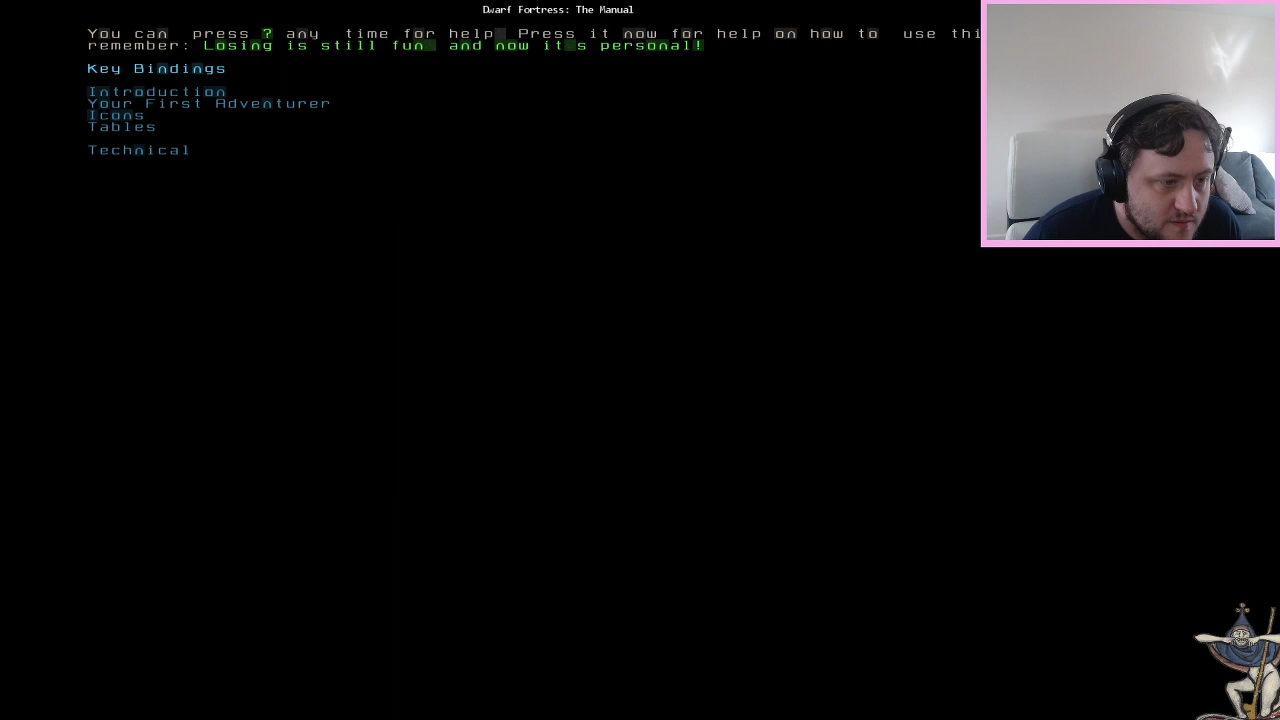 Dwarf Fortress: The Manual
You can press ? any time for help Press it now for help on how to use thi
remember: Losing is still fun and now it s personal!
Key Bindings
Introduction
Your First Adventurer
Icons
Tables
Technical